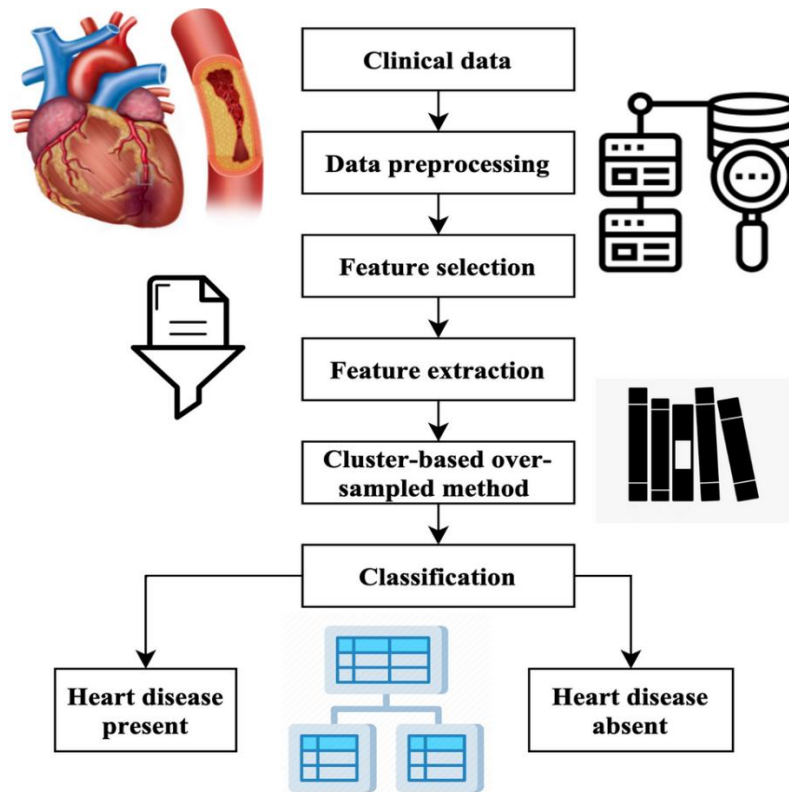 Clinical data
Data preprocessing
Feature selection
Feature extraction
Cluster-based over-
sampled method
Classification
Heart disease
present
Heart disease
absent